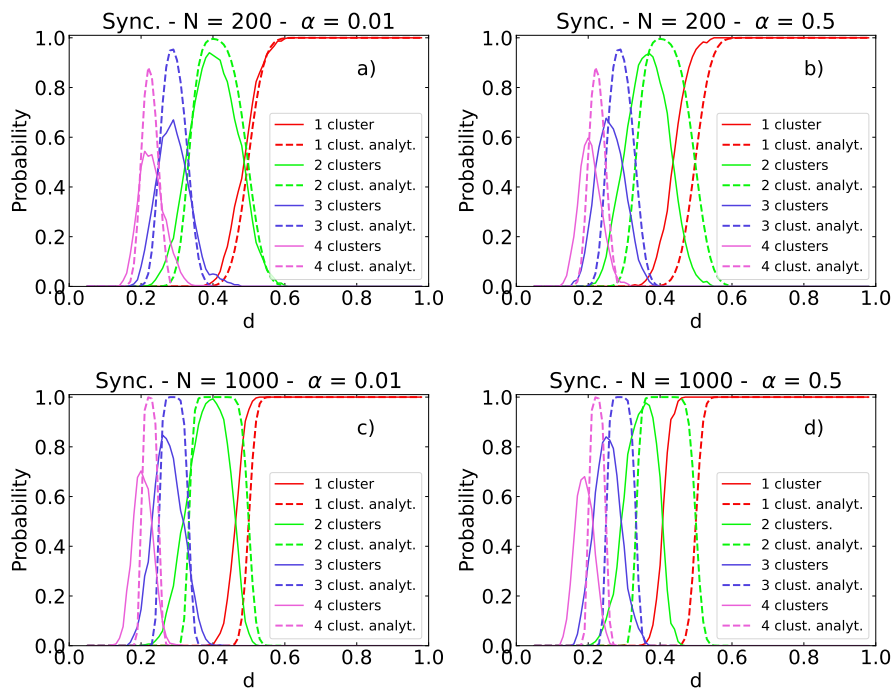 Sync. - N = 200 - α = 0.01
Probability
1.0
0.8
0.6
0.4
0.2
0.0
a)
1 cluster
1 clust. analyt.
2 clusters
2 clust. analyt.
3 clusters
3 clust. analyt.
4 clusters
4 clust. analyt.
0.0 0.2 0.4 0.6 0.8 1.0
d
Sync. - N = 200 - α = 0.5
Probability
1.0
0.8
0.6
0.4
0.2
0.0
b)
1 cluster
1 clust. analyt.
2 clusters
2 clust. analyt.
3 clusters
3 clust. analyt.
4 clusters
4 clust. analyt.
0.0 0.2 0.4 0.6 0.8 1.0
d
Sync. - N = 1000 - α = 0.01
Probability
1.0
0.8
0.6
0.4
0.2
0.0
c)
1 cluster
1 clust. analyt.
2 clusters
2 clust. analyt.
3 clusters
3 clust. analyt.
4 clusters
4 clust. analyt.
0.0 0.2 0.4 0.6 0.8 1.0
d
Sync. - N = 1000 - α = 0.5
Probability
1.0
0.8
0.6
0.4
0.2
0.0
d)
1 cluster
1 clust. analyt.
2 clusters.
2 clust. analyt.
3 clusters
3 clust. analyt.
4 clusters
4 clust. analyt.
0.0 0.2 0.4 0.6 0.8 1.0
d